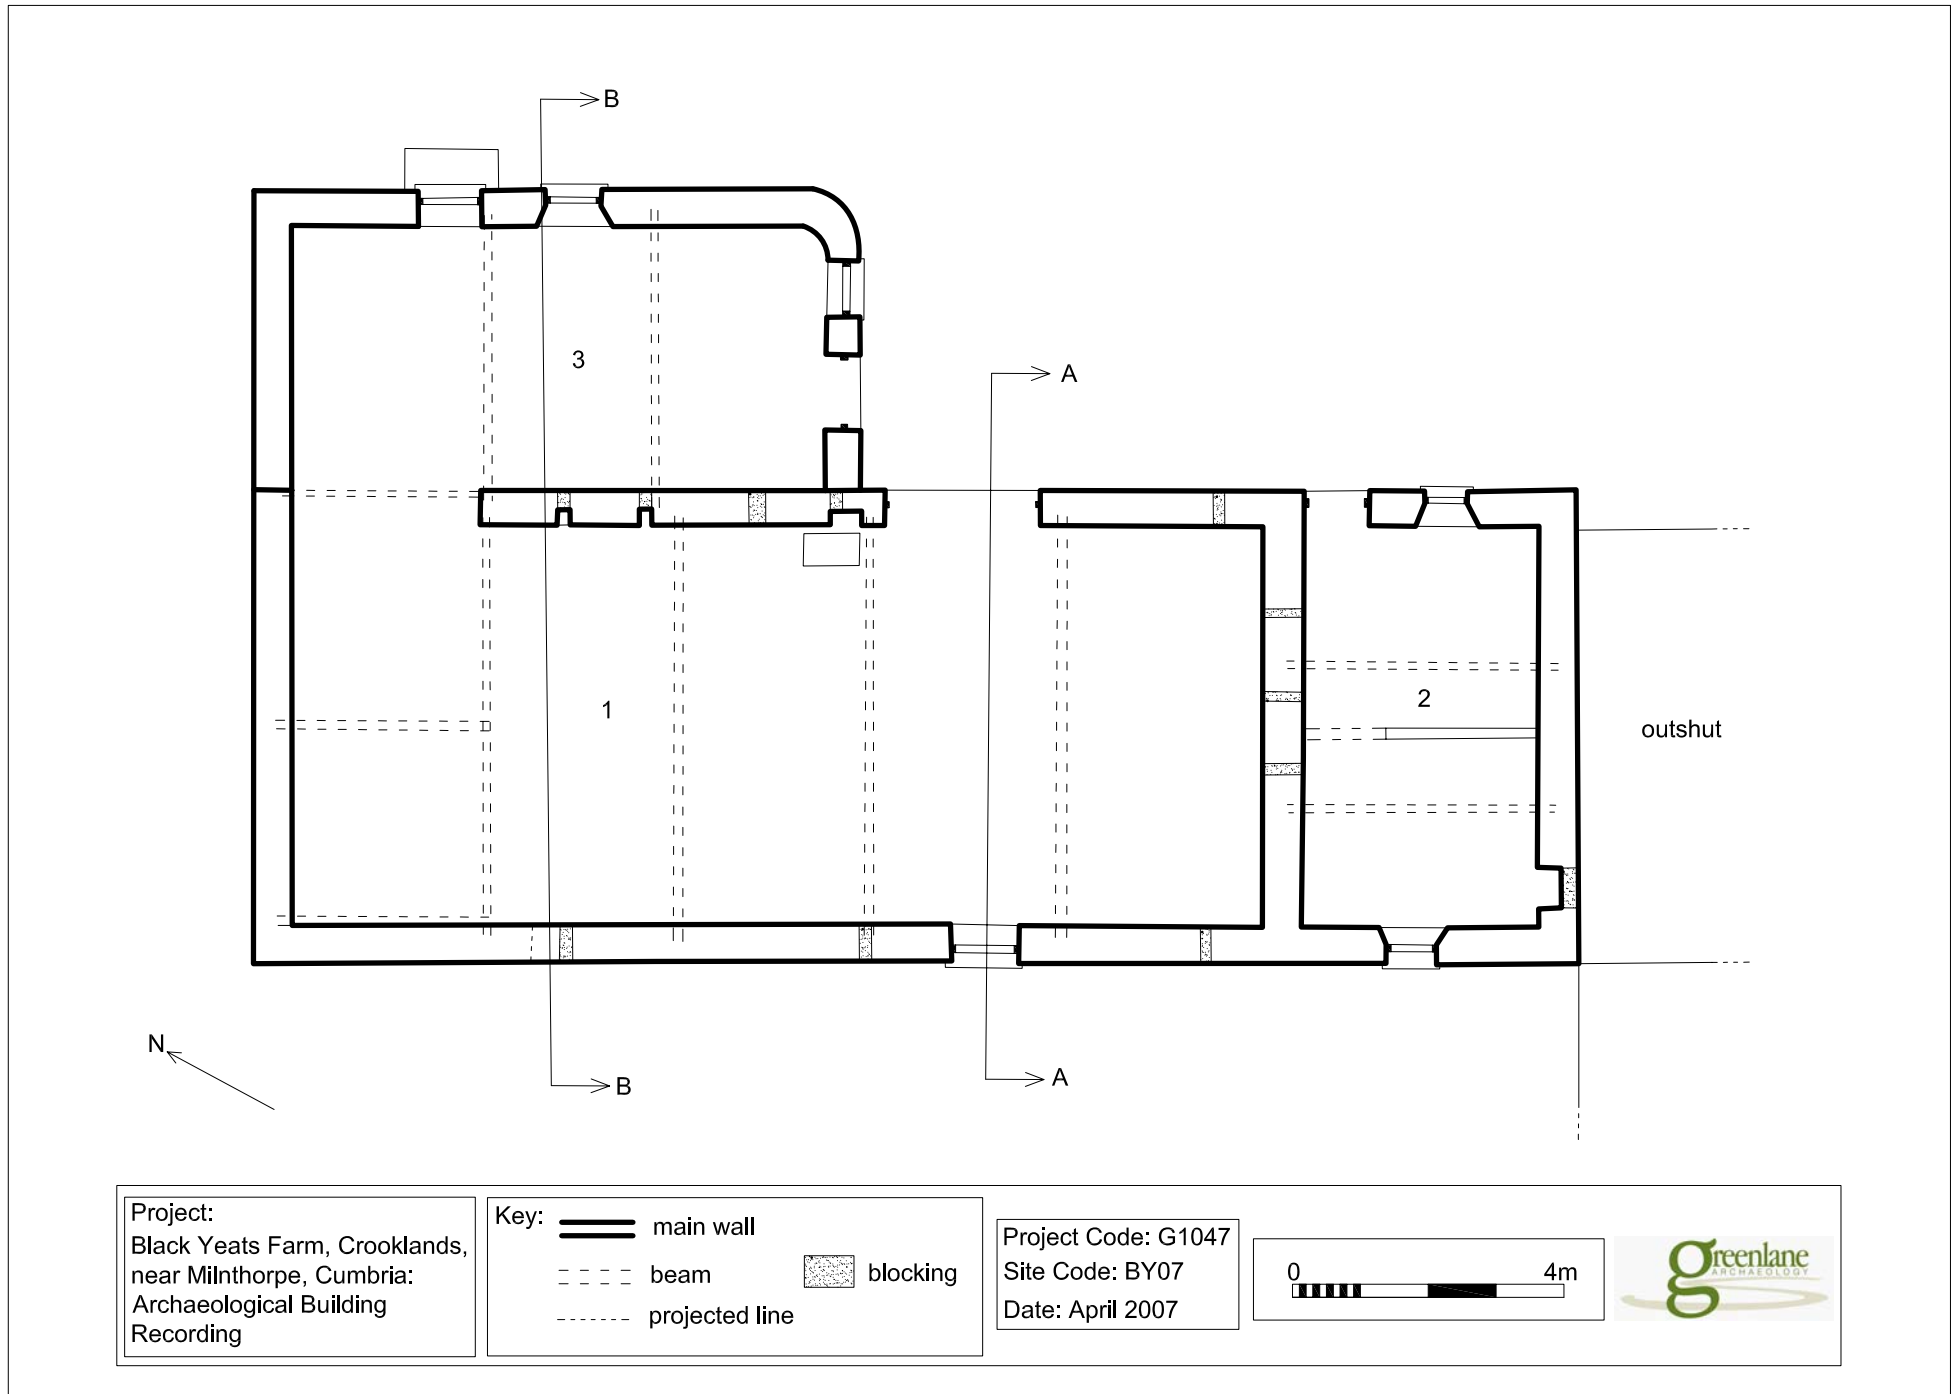 B
A
3
1
2
outshut
N
B
A
Project:
Black Yeats Farm, Crooklands,
near Milnthorpe, Cumbria:
Archaeological Building
Recording
Key:
main wall
beam
blocking
projected line
Project Code: G1047
Site Code: BY07
Date: April 2007
0 4m
greenlane
ARCHAEOLOGY